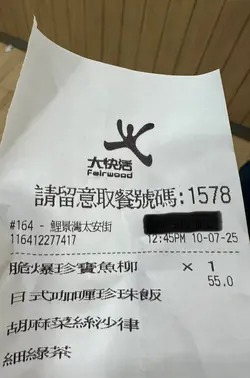 大快活
Fairwood
請留意取餐號碼:1578
#164 - 鯉景灣太安街
116412277417 12:45PM 10-07-25
脆爆珍寶魚柳 × 1
55.0
日式咖喱珍珠飯
胡麻菜絲沙律
細綠茶